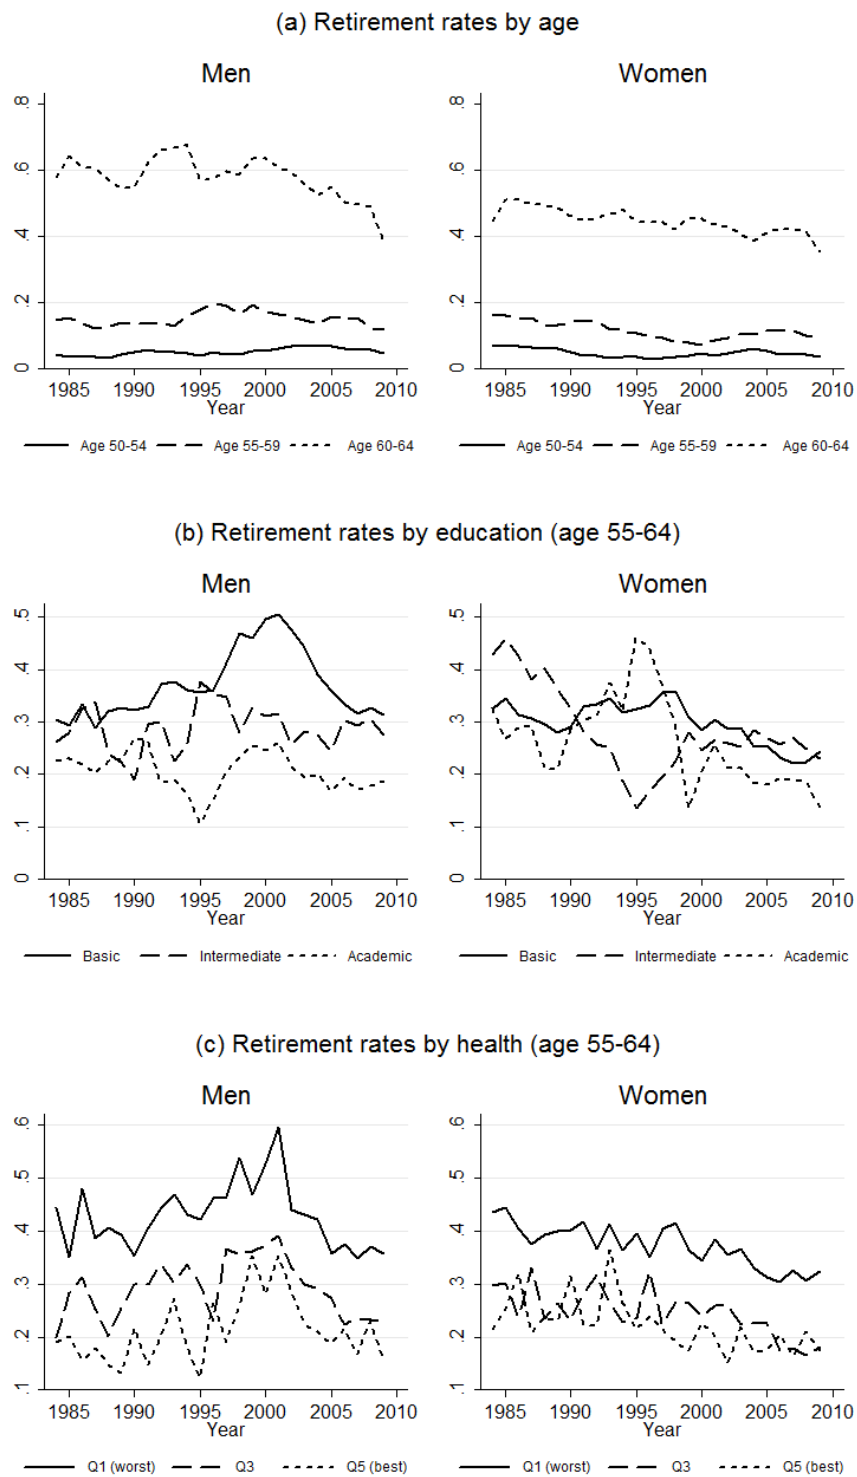 (a) Retirement rates by age
Men
Women
.8
.6
.4
.2
0
1985 1990 1995 2000 2005 2010
Year
.8
.6
.4
.2
0
1985 1990 1995 2000 2005 2010
Year
Age 50-54 Age 55-59 Age 60-64
Age 50-54 Age 55-59 Age 60-64
(b) Retirement rates by education (age 55-64)
Men
Women
.5
.4
.3
.2
.1
0
1985 1990 1995 2000 2005 2010
Year
.5
.4
.3
.2
.1
0
1985 1990 1995 2000 2005 2010
Year
Basic Intermediate Academic
Basic Intermediate Academic
(c) Retirement rates by health (age 55-64)
Men
Women
.6
.5
.4
.3
.2
.1
1985 1990 1995 2000 2005 2010
Year
.6
.5
.4
.3
.2
.1
1985 1990 1995 2000 2005 2010
Year
Q1 (worst) Q3 Q5 (best)
Q1 (worst) Q3 Q5 (best)